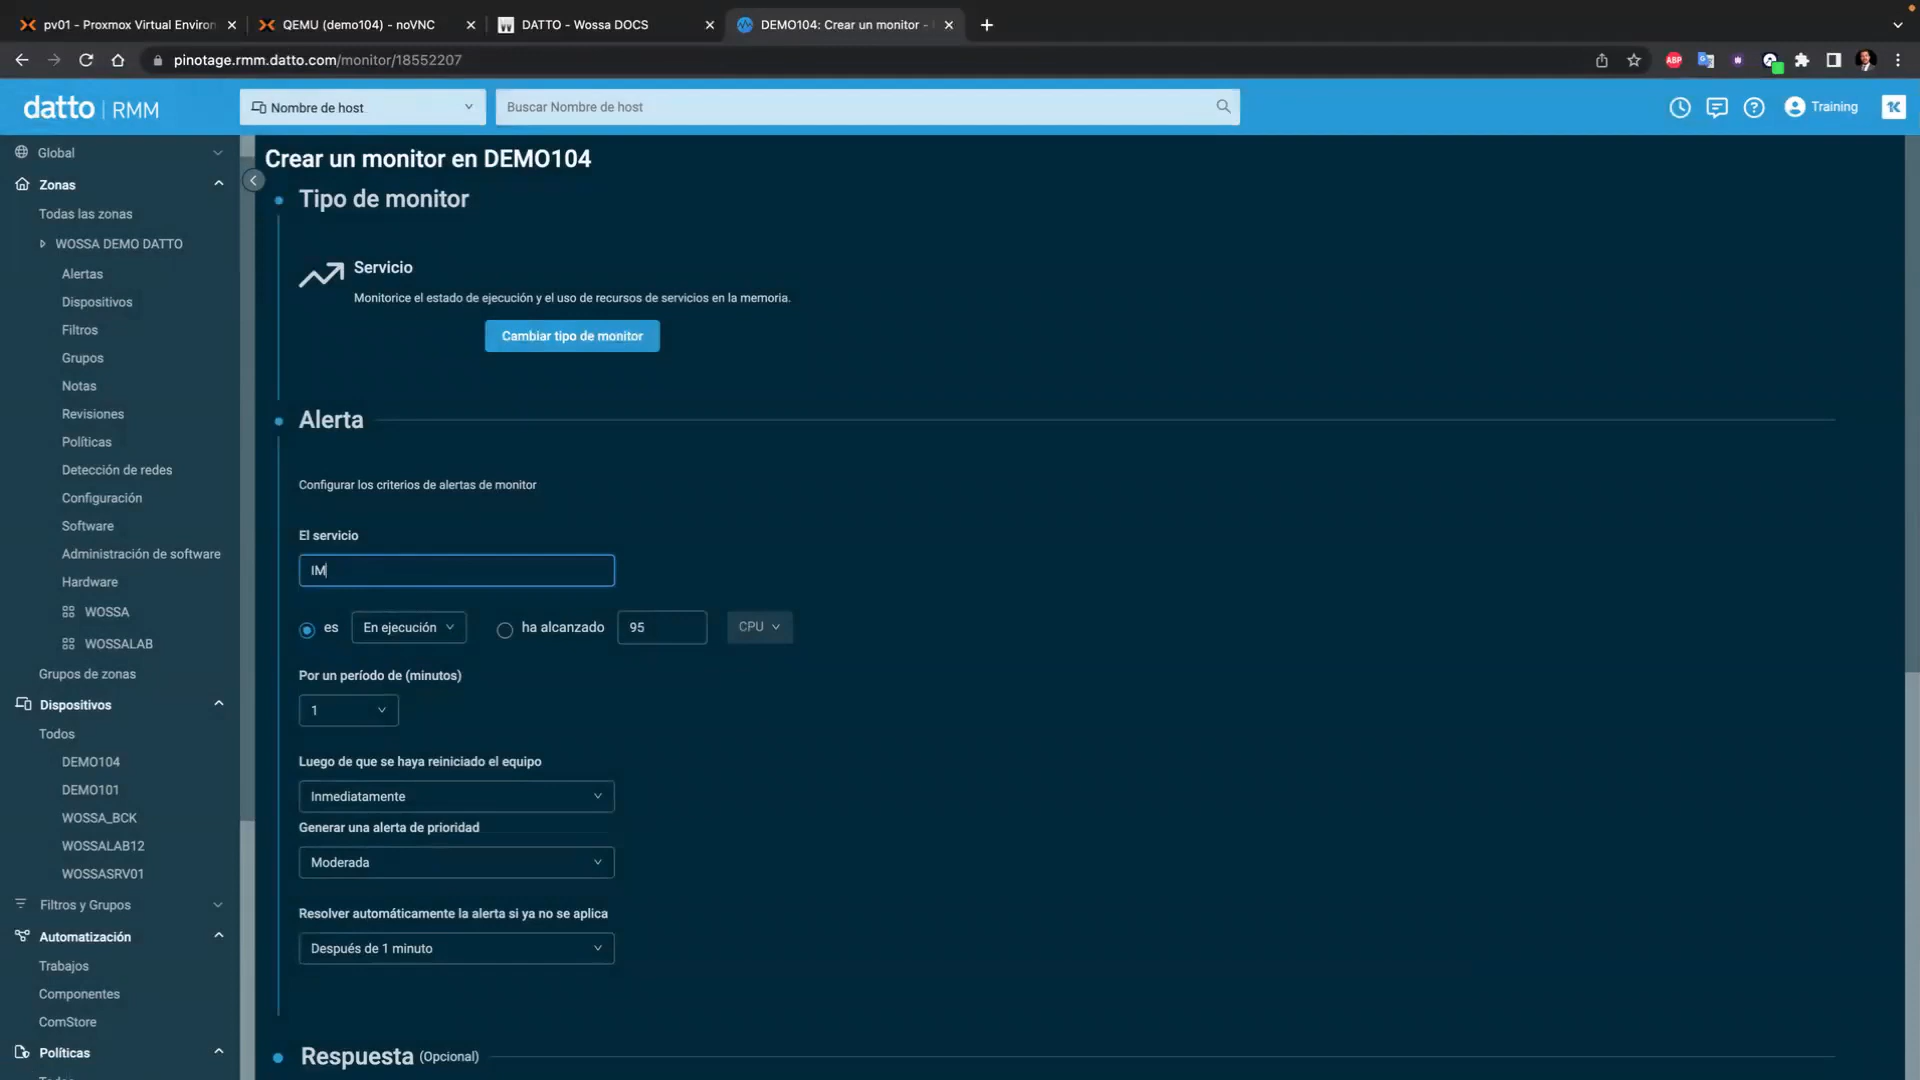 pv01 - Proxmox Virtual Environ
QEMU (demo104) - noVNC
DATTO - Wossa DOCS
DEMO104: Crear un monitor -
pinotage.rmm.datto.com/monitor/18552207
ABP
datto | RMM
Nombre de host
Buscar Nombre de host
Training
Global
Zonas
Todas las zonas
WOSSA DEMO DATTO
Alertas
Dispositivos
Filtros
Grupos
Notas
Revisiones
Políticas
Detección de redes
Configuración
Software
Administración de software
Hardware
WOSSA
WOSSALAB
Grupos de zonas
Dispositivos
Todos
DEMO104
DEMO101
WOSSA_BCK
WOSSALAB12
WOSSASRV01
Filtros y Grupos
Automatización
Trabajos
Componentes
ComStore
Políticas
Crear un monitor en DEMO104
Tipo de monitor
Servicio
Monitorice el estado de ejecución y el uso de recursos de servicios en la memoria.
Cambiar tipo de monitor
Alerta
Configurar los criterios de alertas de monitor
El servicio
IM
es En ejecución ha alcanzado 95 CPU
Por un período de (minutos)
1
Luego de que se haya reiniciado el equipo
Inmediatamente
Generar una alerta de prioridad
Moderada
Resolver automáticamente la alerta si ya no se aplica
Después de 1 minuto
Respuesta (Opcional)